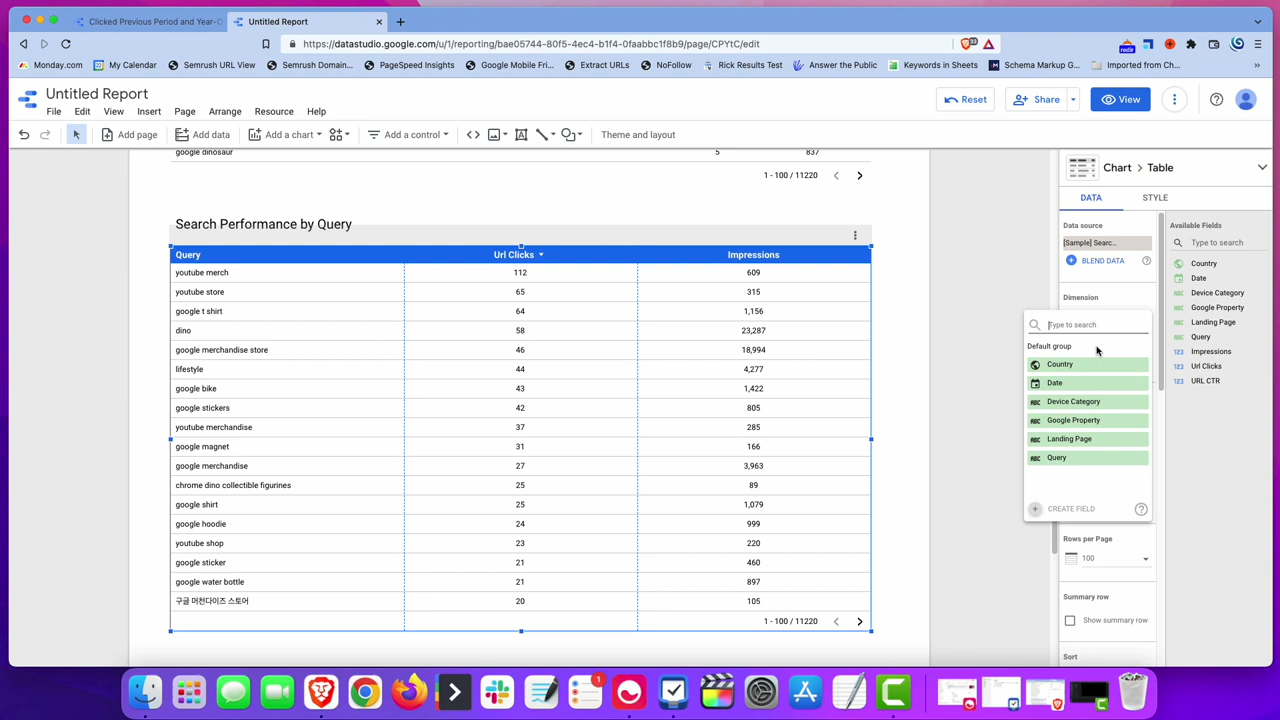 Clicked Previous Period and Year-O
Untitled Report
https://datastudio.google.com/u/1/reporting/bae05744-80f5-4ec4-b1f4-0faabbc1f8b9/page/CPYtC/edit
Monday.com
My Calendar
Semrush URL View
Semrush Domain...
PageSpeed Insights
Google Mobile Fri...
Extract URLs
NoFollow
Rick Results Test
Answer the Public
Keywords in Sheets
Schema Markup G...
Imported from Ch...
Untitled Report
File Edit View Insert Page Arrange Resource Help
Reset
Share
View
Add page
Add data
Add a chart
Add a control
Theme and layout
google dinosaur 5 837
1 - 100 / 11220
Search Performance by Query
Query Url Clicks Impressions
youtube merch 112 609
youtube store 65 315
google t shirt 64 1,156
dino 58 23,287
google merchandise store 46 18,994
lifestyle 44 4,277
google bike 43 1,422
google stickers 42 805
youtube merchandise 37 285
google magnet 31 166
google merchandise 27 3,963
chrome dino collectible figurines 25 89
google shirt 25 1,079
google hoodie 24 999
youtube shop 23 220
google sticker 21 460
google water bottle 21 897
구글 머천다이즈 스토어 20 105
1 - 100 / 11220
Chart > Table
DATA STYLE
Data source
[Sample] Searc...
BLEND DATA
Dimension
Type to search
Default group
Country
Date
Device Category
Google Property
Landing Page
Query
CREATE FIELD
Rows per Page
100
Summary row
Show summary row
Sort
Available Fields
Type to search
Country
Date
ABC Device Category
ABC Google Property
ABC Landing Page
ABC Query
123 Impressions
123 Url Clicks
123 URL CTR